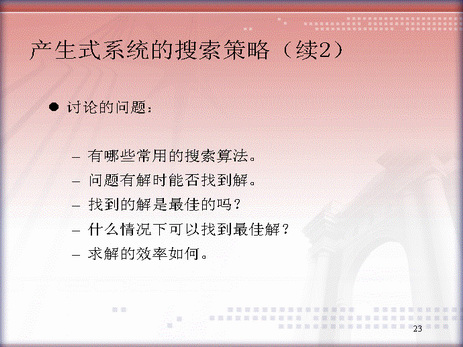 产生式系统的搜索策略（续2）
● 讨论的问题：
– 有哪些常用的搜索算法。
– 问题有解时能否找到解。
– 找到的解是最佳的吗？
– 什么情况下可以找到最佳解？
– 求解的效率如何。
23